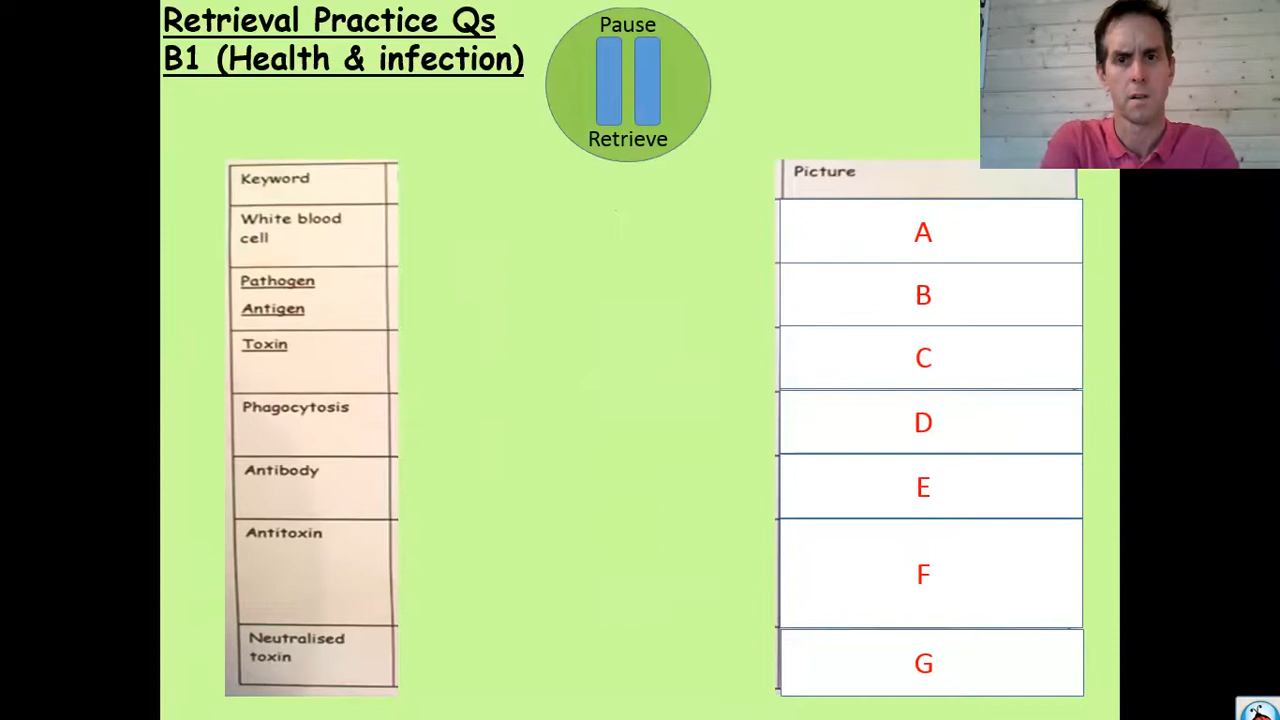 Retrieval Practice Qs
B1 (Health & infection)
Pause
Retrieve
Keyword
White blood
cell
Pathogen
Antigen
Toxin
Phagocytosis
Antibody
Antitoxin
Neutralised
toxin
Picture
A
B
C
D
E
F
G